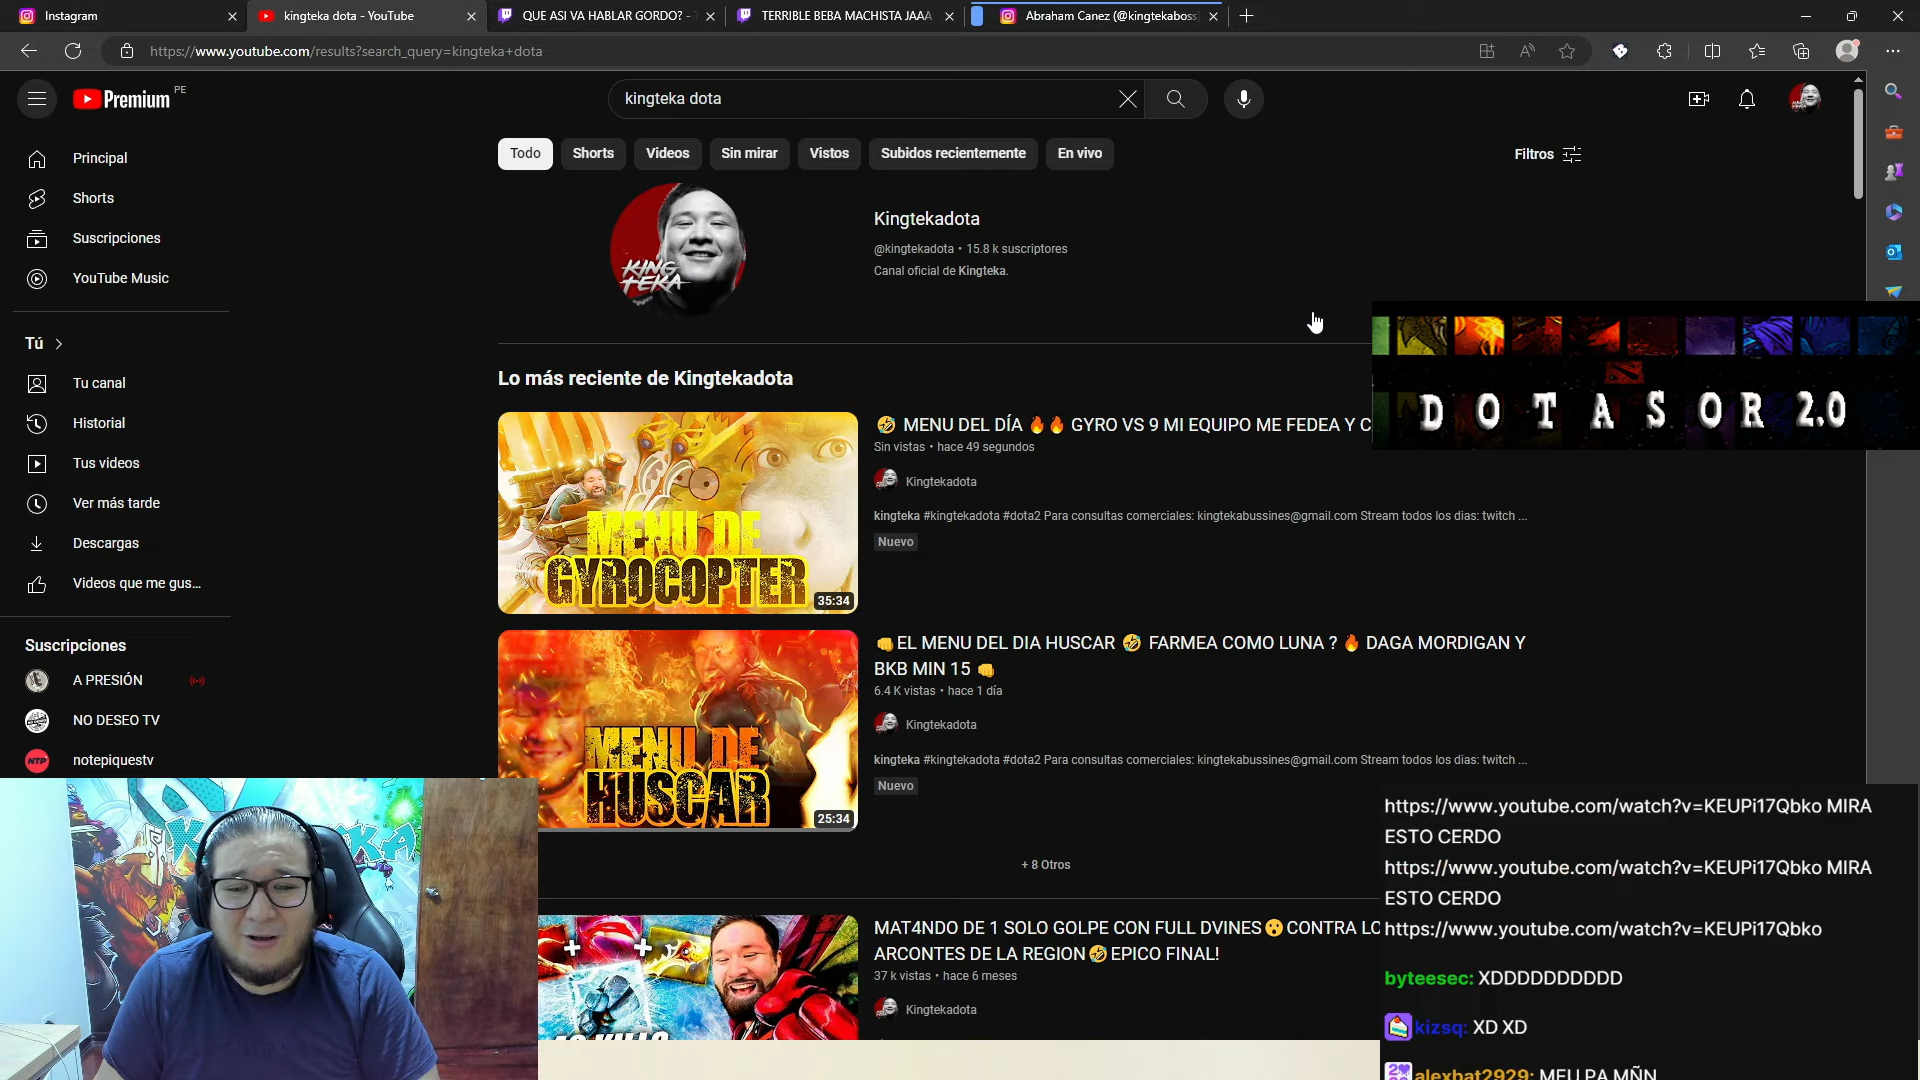 Instagram
kingteka dota - YouTube
QUE ASI VA HABLAR GORDO? - T
TERRIBLE BEBA MACHISTA JAAA
Abraham Canez (@kingtekaboss
https://www.youtube.com/results?search_query=kingteka+dota
Premium PE
kingteka dota
Todo
Shorts
Videos
Sin mirar
Vistos
Subidos recientemente
En vivo
Filtros
Principal
Shorts
Suscripciones
YouTube Music
Tú
Tu canal
Historial
Tus videos
Ver más tarde
Descargas
Videos que me gus...
Suscripciones
A PRESIÓN
NO DESEO TV
NTP
notepiquestv
KING
TEKA
Kingtekadota
@kingtekadota • 15.8 k suscriptores
Canal oficial de Kingteka.
DOTASOR 2.0
Lo más reciente de Kingtekadota
MENU DE
GYROCOPTER
35:34
🤣 MENU DEL DÍA 🔥🔥 GYRO VS 9 MI EQUIPO ME FEDEA Y C
Sin vistas • hace 49 segundos
Kingtekadota
kingteka #kingtekadota #dota2 Para consultas comerciales: kingtekabussines@gmail.com Stream todos los dias: twitch ...
Nuevo
MENU DE
HUSCAR
25:34
👊EL MENU DEL DIA HUSCAR 🤣 FARMEA COMO LUNA ? 🔥 DAGA MORDIGAN Y
BKB MIN 15 👊
6.4 K vistas • hace 1 día
Kingtekadota
kingteka #kingtekadota #dota2 Para consultas comerciales: kingtekabussines@gmail.com Stream todos los dias: twitch ...
Nuevo
+ 8 Otros
MAT4NDO DE 1 SOLO GOLPE CON FULL DVINES😮CONTRA LO
ARCONTES DE LA REGION🤣EPICO FINAL!
37 k vistas • hace 6 meses
Kingtekadota
https://www.youtube.com/watch?v=KEUPi17Qbko MIRA
ESTO CERDO
https://www.youtube.com/watch?v=KEUPi17Qbko MIRA
ESTO CERDO
https://www.youtube.com/watch?v=KEUPi17Qbko
byteesec: XDDDDDDDDDD
kizsq: XD XD
alexbat2929: MEU PA MÑN